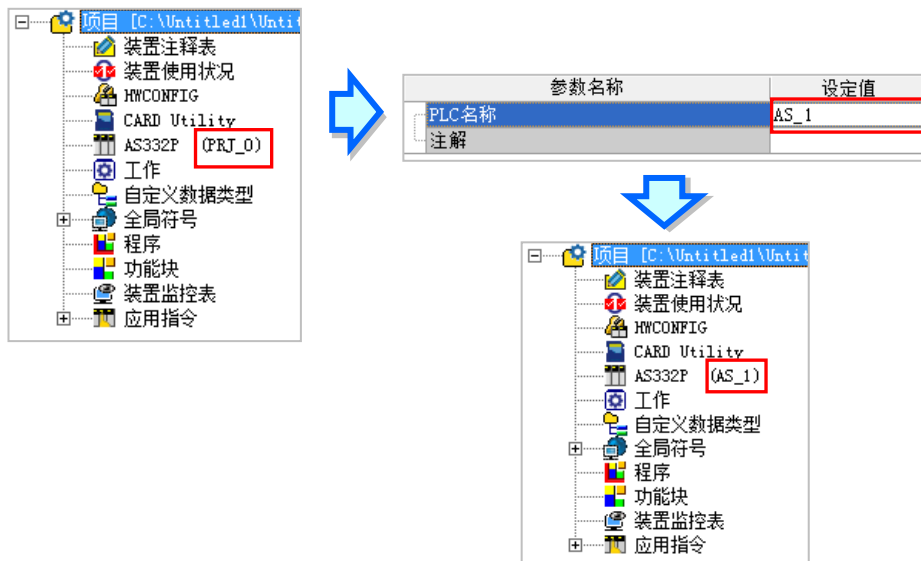 项目 [C:\Untitled1\Unti
装置注释表
装置使用状况
HWCONFIG
CARD Utility
AS332P (PRJ_0)
工作
自定义数据类型
全局符号
程序
功能块
装置监控表
应用指令
参数名称 设定值
PLC名称 AS_1
注解
项目 [C:\Untitled1\Untit
装置注释表
装置使用状况
HWCONFIG
CARD Utility
AS332P (AS_1)
工作
自定义数据类型
全局符号
程序
功能块
装置监控表
应用指令